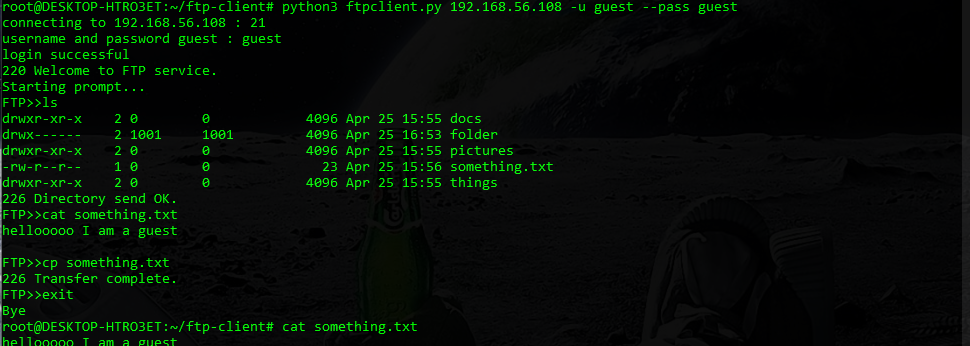 root@DESKTOP-HTRO3ET:~/ftp-client# python3 ftpclient.py 192.168.56.108 -u guest --pass guest
connecting to 192.168.56.108 : 21
username and password guest : guest
login successful
220 Welcome to FTP service.
Starting prompt...
FTP>>ls
drwxr-xr-x    2 0        0            4096 Apr 25 15:55 docs
drwx------    2 1001     1001         4096 Apr 25 16:53 folder
drwxr-xr-x    2 0        0            4096 Apr 25 15:55 pictures
-rw-r--r--    1 0        0              23 Apr 25 15:56 something.txt
drwxr-xr-x    2 0        0            4096 Apr 25 15:55 things
226 Directory send OK.
FTP>>cat something.txt
hellooooo I am a guest
FTP>>cp something.txt
226 Transfer complete.
FTP>>exit
Bye
root@DESKTOP-HTRO3ET:~/ftp-client# cat something.txt
hellooooo I am a guest